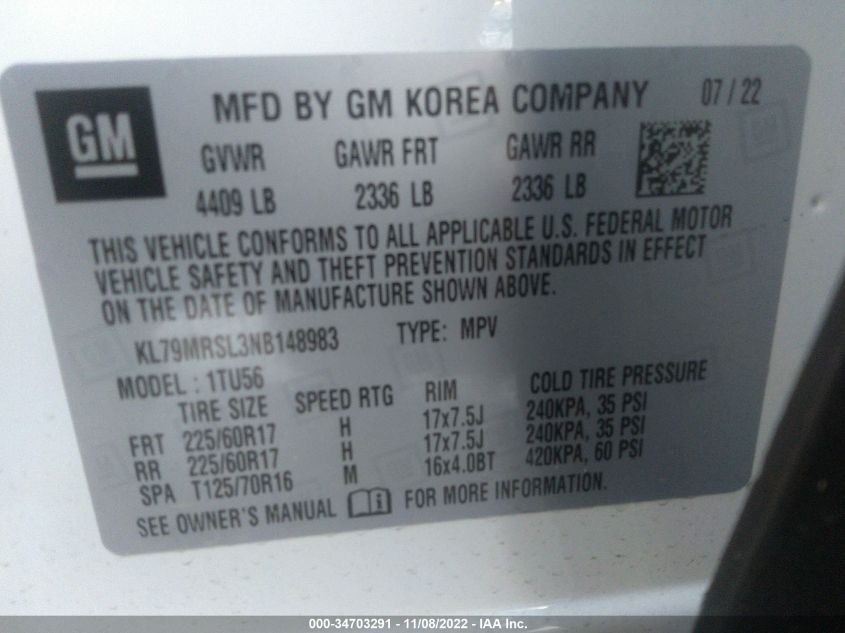 GM
MFD BY GM KOREA COMPANY 07/22
GVWR GAWR FRT GAWR RR
4409 LB 2336 LB 2336 LB
THIS VEHICLE CONFORMS TO ALL APPLICABLE U.S. FEDERAL MOTOR
VEHICLE SAFETY AND THEFT PREVENTION STANDARDS IN EFFECT
ON THE DATE OF MANUFACTURE SHOWN ABOVE.
KL79MRSL3NB148983 TYPE: MPV
MODEL : 1TU56
TIRE SIZE SPEED RTG RIM COLD TIRE PRESSURE
FRT 225/60R17 H 17x7.5J 240KPA, 35 PSI
RR 225/60R17 H 17x7.5J 240KPA, 35 PSI
SPA T125/70R16 M 16x4.0BT 420KPA, 60 PSI
SEE OWNER'S MANUAL i FOR MORE INFORMATION.
000-34703291 - 11/08/2022 - IAA Inc.